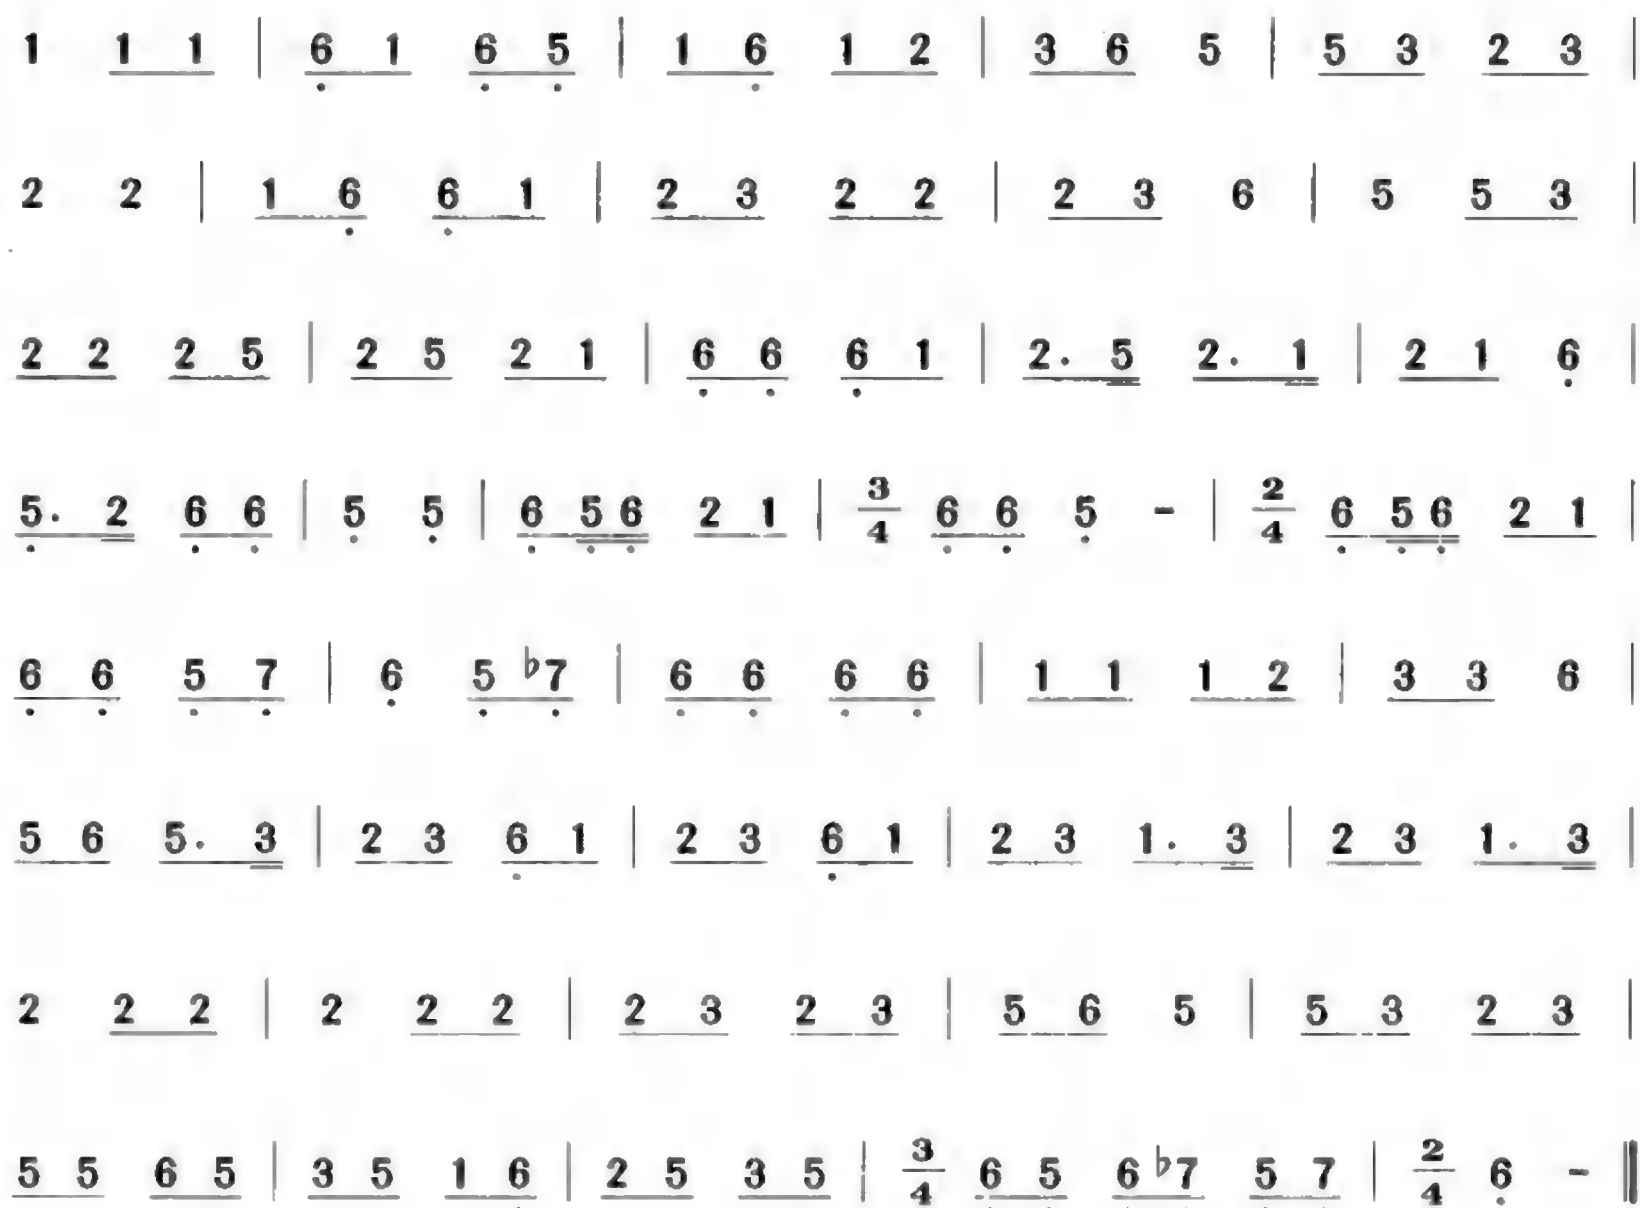 1 1 1 | 6̣ 1 6̣ 5̣ | 1 6̣ 1 2 | 3 6 5 | 5 3 2 3 |
2 2 | 1 6̣ 6̣ 1 | 2 3 2 2 | 2 3 6 | 5 5 3 |
2 2 2 5 | 2 5 2 1 | 6̣ 6̣ 6̣ 1 | 2. 5 2. 1 | 2 1 6̣ |
5̣. 2 6̣ 6̣ | 5̣ 5̣ | 6̣ 5̣ 6̣ 2 1 | 3/4 6̣ 6̣ 5̣ - | 2/4 6̣ 5̣ 6̣ 2 1 |
6̣ 6̣ 5̣ 7̣ | 6̣ 5̣ ♭7̣ | 6̣ 6̣ 6̣ 6̣ | 1 1 1 2 | 3 3 6 |
5 6 5. 3 | 2 3 6̣ 1 | 2 3 6̣ 1 | 2 3 1. 3 | 2 3 1. 3 |
2 2 2 | 2 2 2 | 2 3 2 3 | 5 6 5 | 5 3 2 3 |
5 5 6 5 | 3 5 1 6̣ | 2 5 3 5 | 3/4 6̣ 5̣ 6̣ ♭7̣ 5̣ 7̣ | 2/4 6̣ - ‖